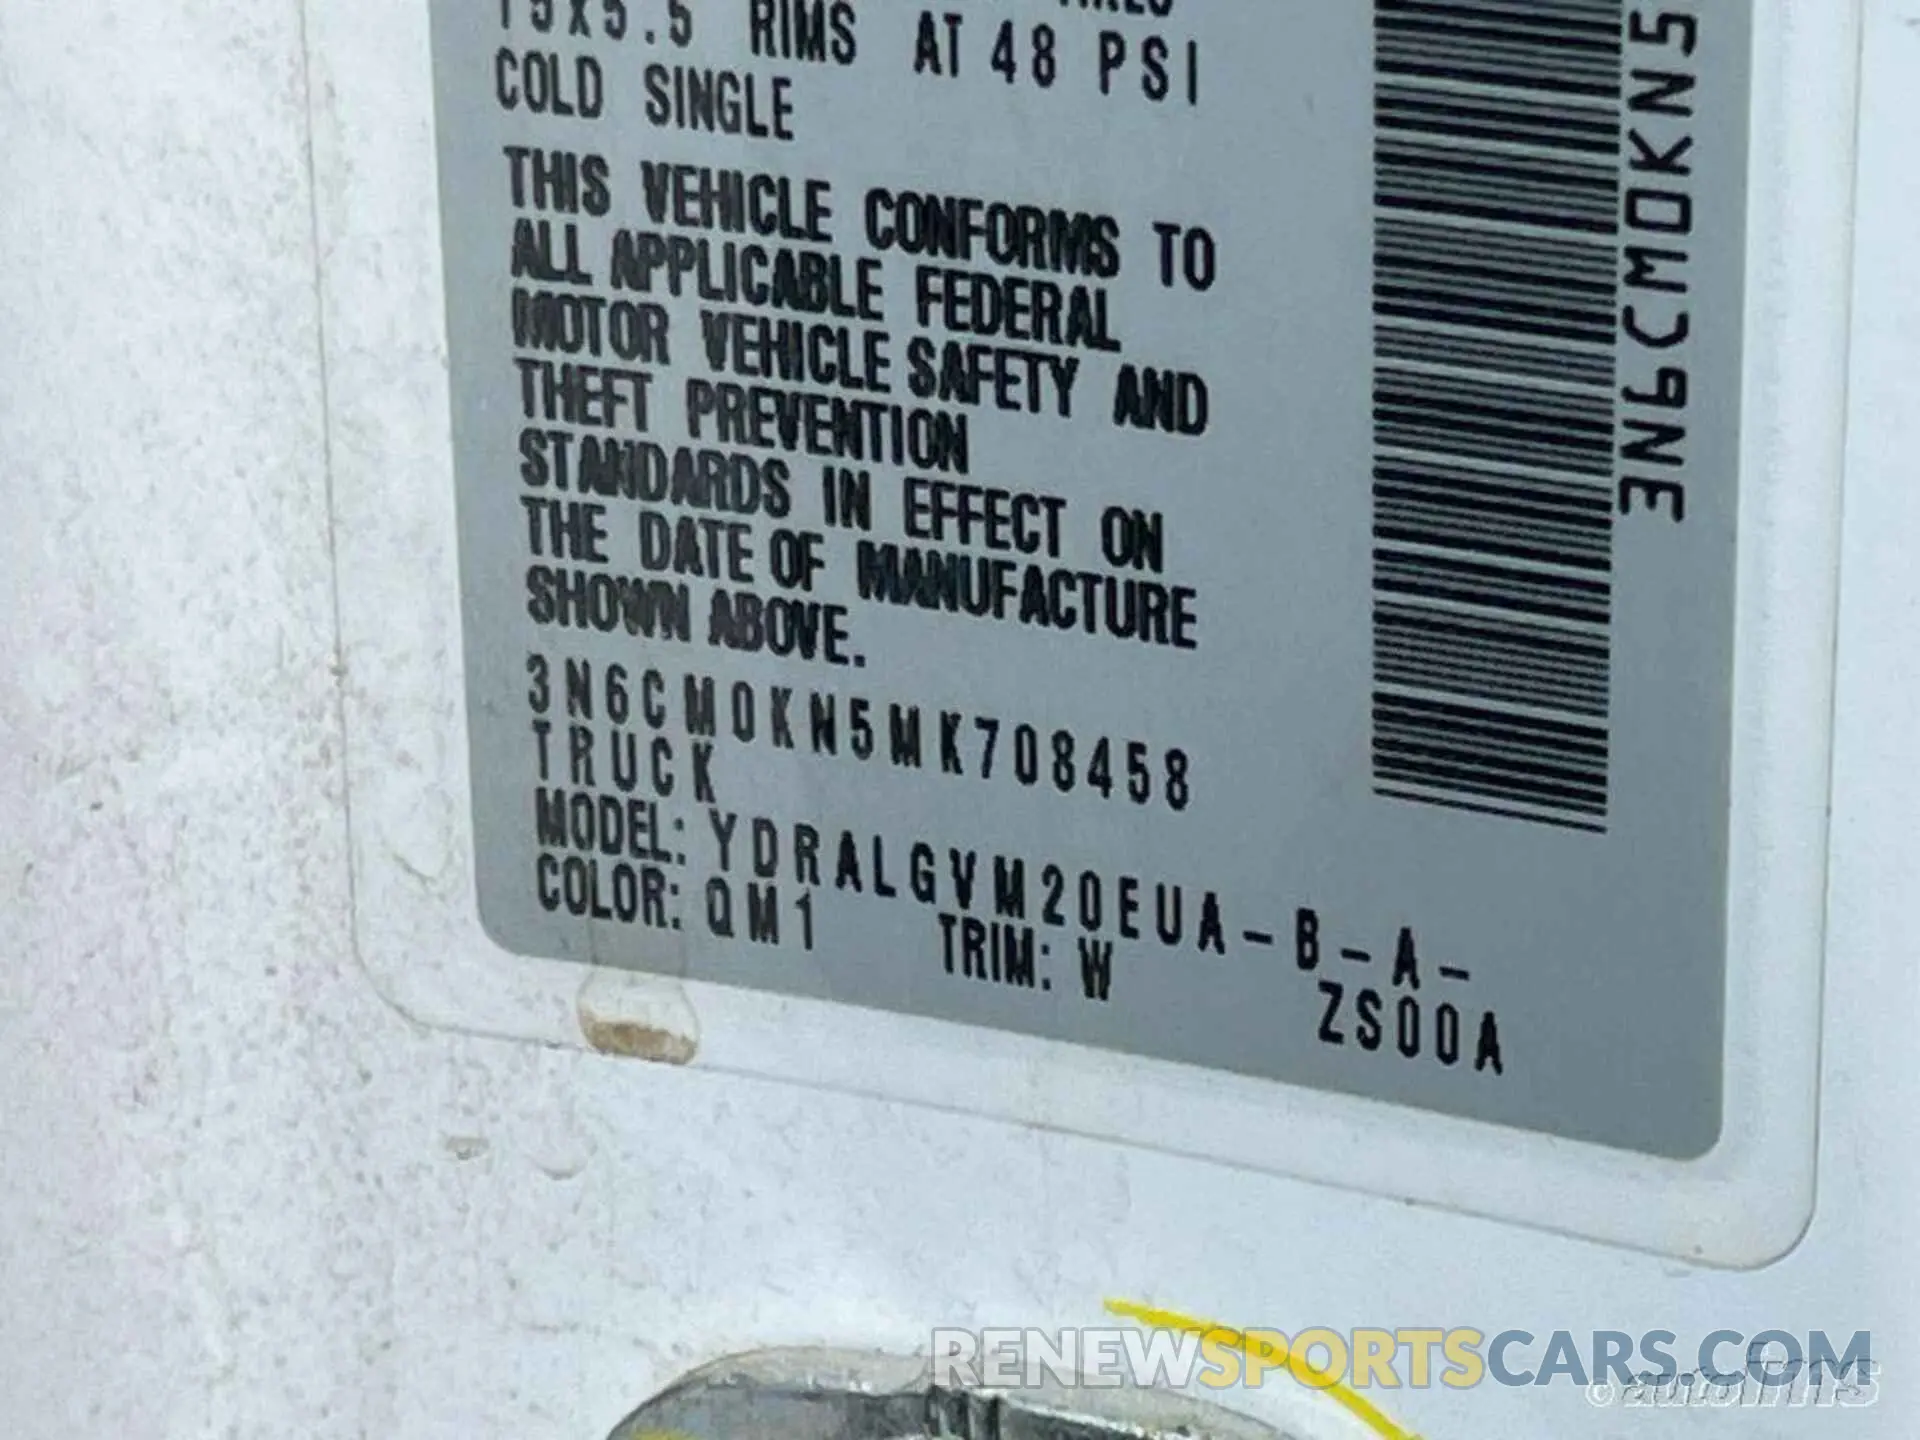 15x5.5 RIMS AT 48 PSI
COLD SINGLE
THIS VEHICLE CONFORMS TO
ALL APPLICABLE FEDERAL
MOTOR VEHICLE SAFETY AND
THEFT PREVENTION
STANDARDS IN EFFECT ON
THE DATE OF MANUFACTURE
SHOWN ABOVE.
3N6CM0KN5MK708458
TRUCK
MODEL: YDRALGVM20EUA-B-A-
ZS00A
COLOR: QM1 TRIM: W
3N6CM0KN5
RENEWSPORTSCARS.COM